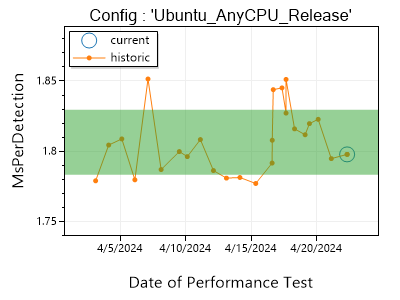 Config : 'Ubuntu_AnyCPU_Release'
current
historic
MsPerDetection
1.85
1.8
1.75
4/5/2024
4/10/2024
4/15/2024
4/20/2024
Date of Performance Test